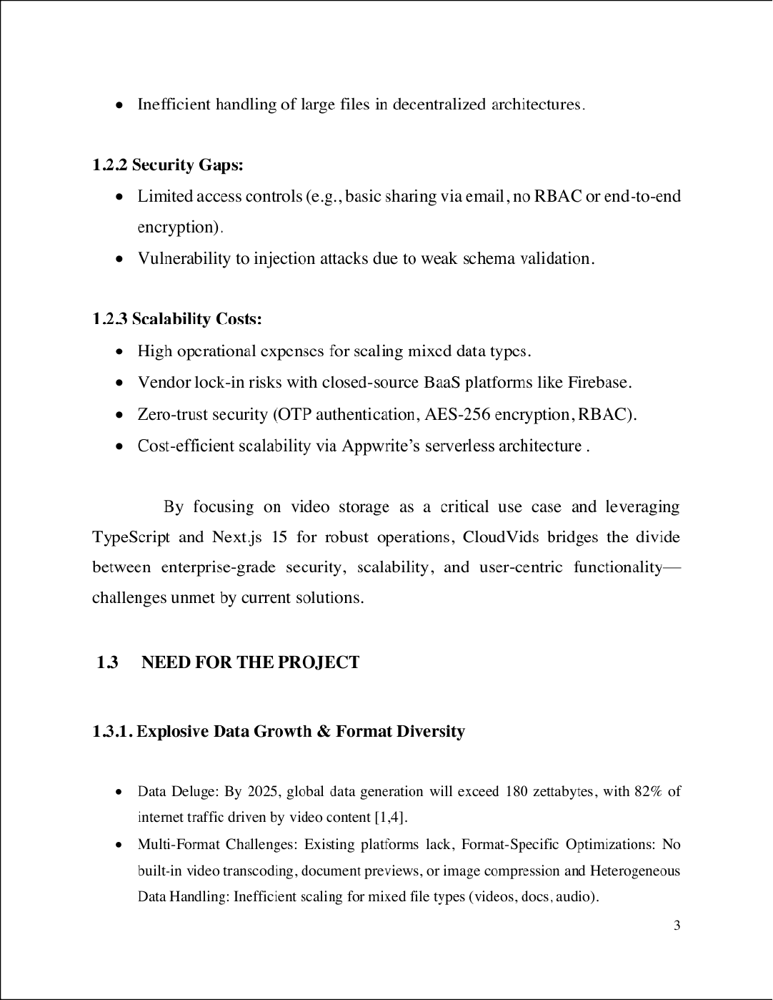 • Inefficient handling of large files in decentralized architectures.
1.2.2 Security Gaps:
• Limited access controls (e.g., basic sharing via email, no RBAC or end-to-end
encryption).
• Vulnerability to injection attacks due to weak schema validation.
1.2.3 Scalability Costs:
• High operational expenses for scaling mixed data types.
• Vendor lock-in risks with closed-source BaaS platforms like Firebase.
• Zero-trust security (OTP authentication, AES-256 encryption, RBAC).
• Cost-efficient scalability via Appwrite’s serverless architecture .
By focusing on video storage as a critical use case and leveraging
TypeScript and Next.js 15 for robust operations, CloudVids bridges the divide
between enterprise-grade security, scalability, and user-centric functionality—
challenges unmet by current solutions.
1.3 NEED FOR THE PROJECT
1.3.1. Explosive Data Growth & Format Diversity
• Data Deluge: By 2025, global data generation will exceed 180 zettabytes, with 82% of
internet traffic driven by video content [1,4].
• Multi-Format Challenges: Existing platforms lack, Format-Specific Optimizations: No
built-in video transcoding, document previews, or image compression and Heterogeneous
Data Handling: Inefficient scaling for mixed file types (videos, docs, audio).
3